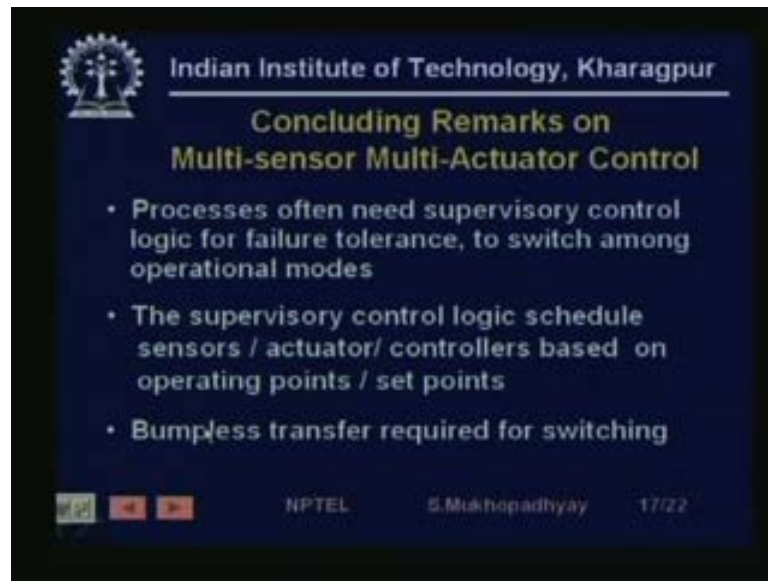 Indian Institute of Technology, Kharagpur
Concluding Remarks on
Multi-sensor Multi-Actuator Control
• Processes often need supervisory control
logic for failure tolerance, to switch among
operational modes
• The supervisory control logic schedule
sensors / actuator/ controllers based on
operating points / set points
• Bumpless transfer required for switching
NPTEL S.Mukhopadhyay 17/22